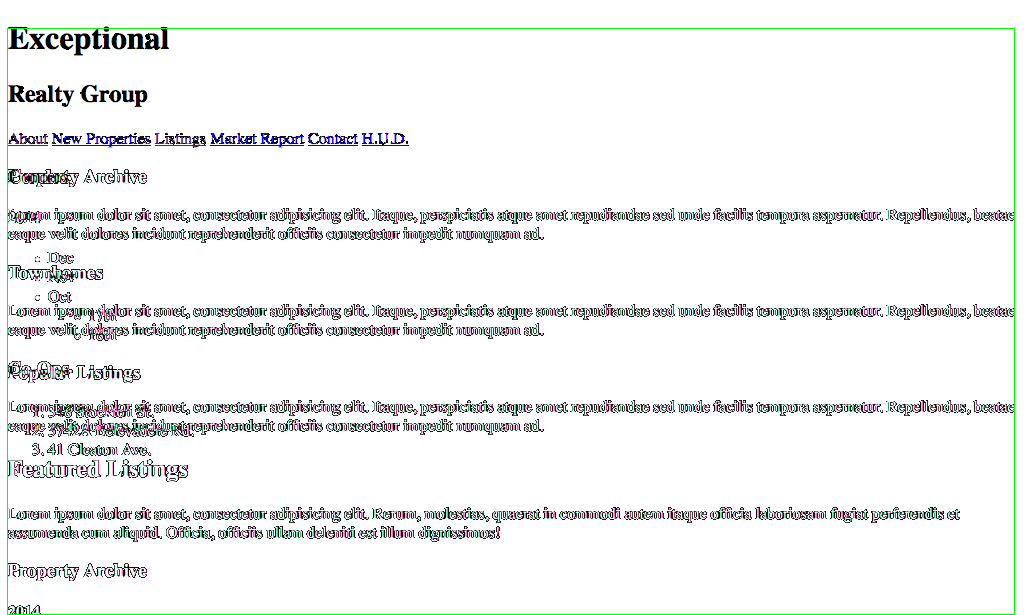 Exceptional
Realty Group
About New Properties Listings Market Report Contact H.U.D.
Property Archive
Lorem ipsum dolor sit amet, consectetur adipisicing elit. Itaque, perspiciatis atque amet repudiandae sed unde facilis tempora aspernatur. Repellendus, beatae
eaque velit dolores incidunt reprehenderit officiis consectetur impedit numquam ad.
Dec
Townhomes
Oct
Lorem ipsum dolor sit amet, consectetur adipisicing elit. Itaque, perspiciatis atque amet repudiandae sed unde facilis tempora aspernatur. Repellendus, beatae
eaque velit dolores incidunt reprehenderit officiis consectetur impedit numquam ad.
Popular Listings
Lorem ipsum dolor sit amet, consectetur adipisicing elit. Itaque, perspiciatis atque amet repudiandae sed unde facilis tempora aspernatur. Repellendus, beatae
eaque velit dolores incidunt reprehenderit officiis consectetur impedit numquam ad.
3. 41 Cleaton Ave.
Featured Listings
Lorem ipsum dolor sit amet, consectetur adipisicing elit. Rerum, molestias, quaerat in commodi autem itaque officia laboriosam fugiat perferendis et
assumenda cum aliquid. Officia, officiis ullam deleniti est illum dignissimos!
Property Archive
2014